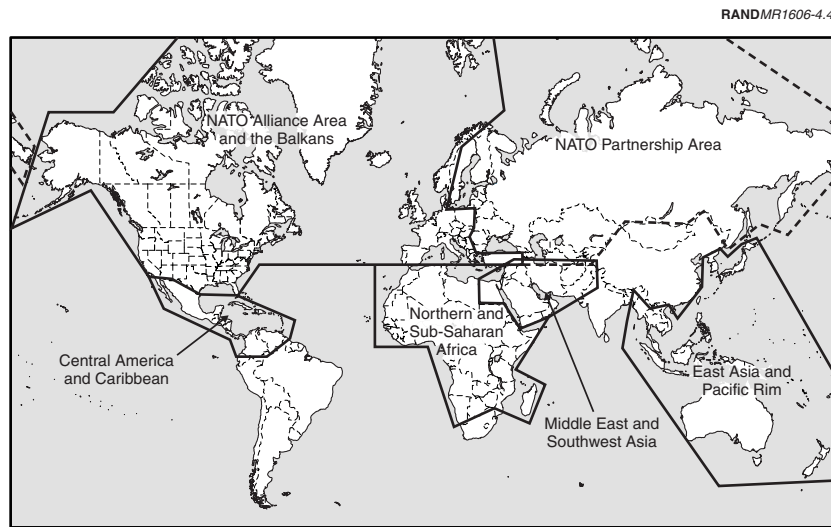 RANDMR1606-4.4
NATO Alliance Area
and the Balkans
NATO Partnership Area
Northern and
Sub-Saharan
Africa
Central America
and Caribbean
East Asia and
Pacific Rim
Middle East and
Southwest Asia